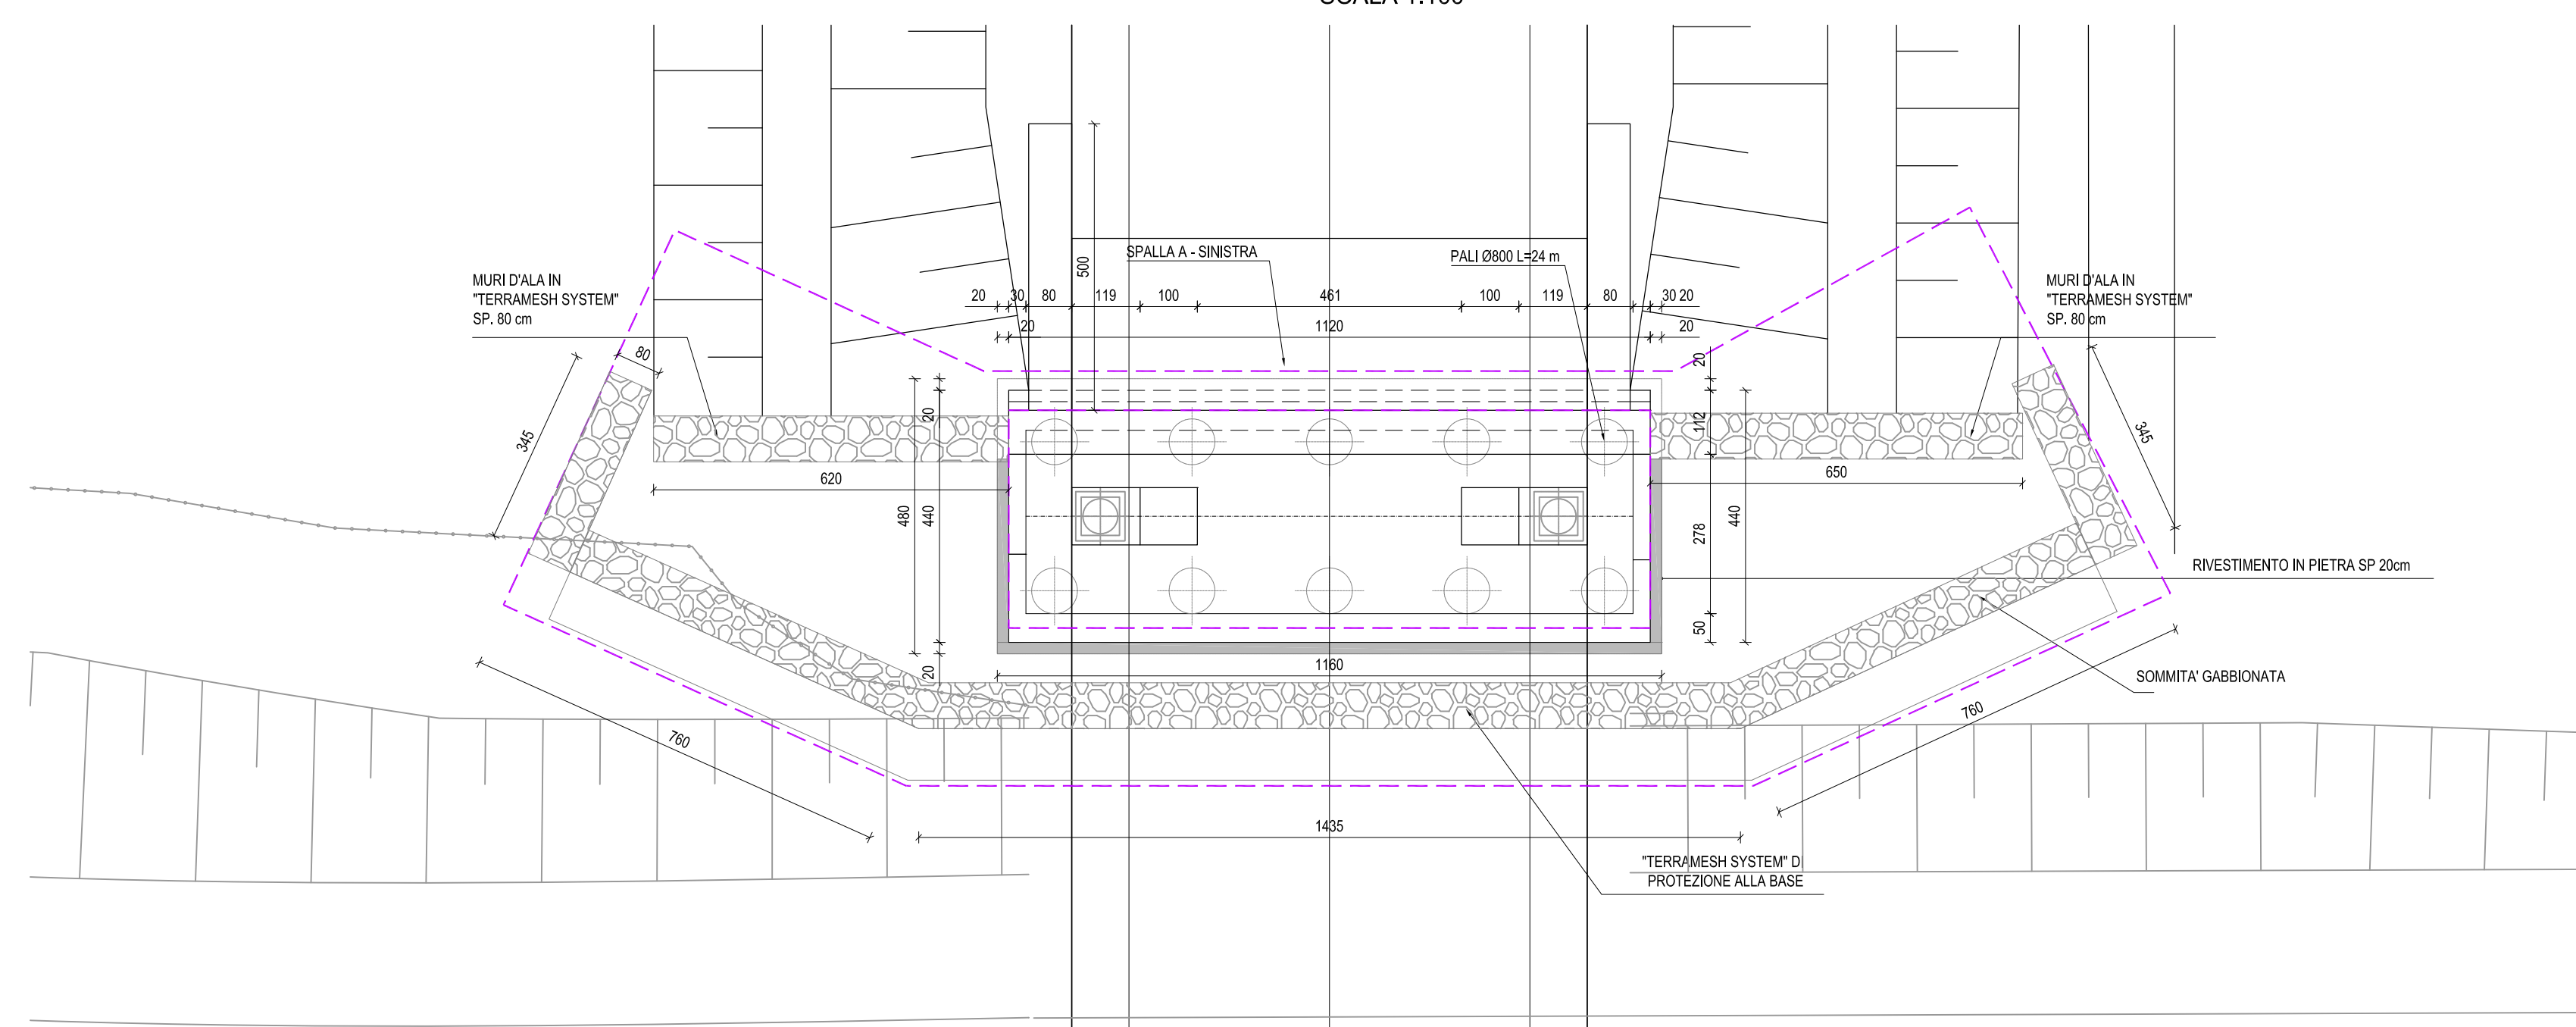 SCALA 1:100
SPALLA A - SINISTRA
PALI Ø800 L=24 m
MURI D'ALA IN
"TERRAMESH SYSTEM"
SP. 80 cm
MURI D'ALA IN
"TERRAMESH SYSTEM"
SP. 80 cm
500
20 30 80 119 100 461 100 119 80 30 20
20 1120 20
80
20
345
20
112
345
620
650
480
440
278
440
RIVESTIMENTO IN PIETRA SP 20cm
50
20
1160
SOMMITA' GABBIONATA
760
760
1435
"TERRAMESH SYSTEM" D
PROTEZIONE ALLA BASE